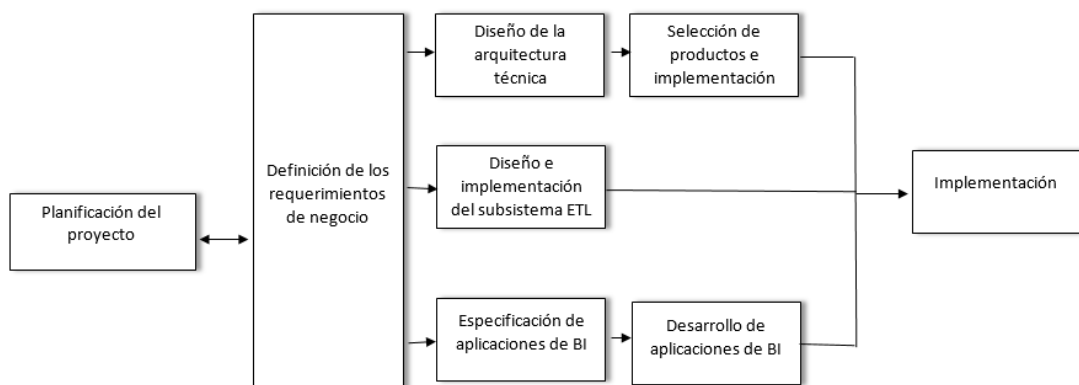 Planificación del
proyecto
Definición de los
requerimientos
de negocio
Diseño de la
arquitectura
técnica
Selección de
productos e
implementación
Diseño e
implementación
del subsistema ETL
Especificación de
aplicaciones de BI
Desarrollo de
aplicaciones de BI
Implementación